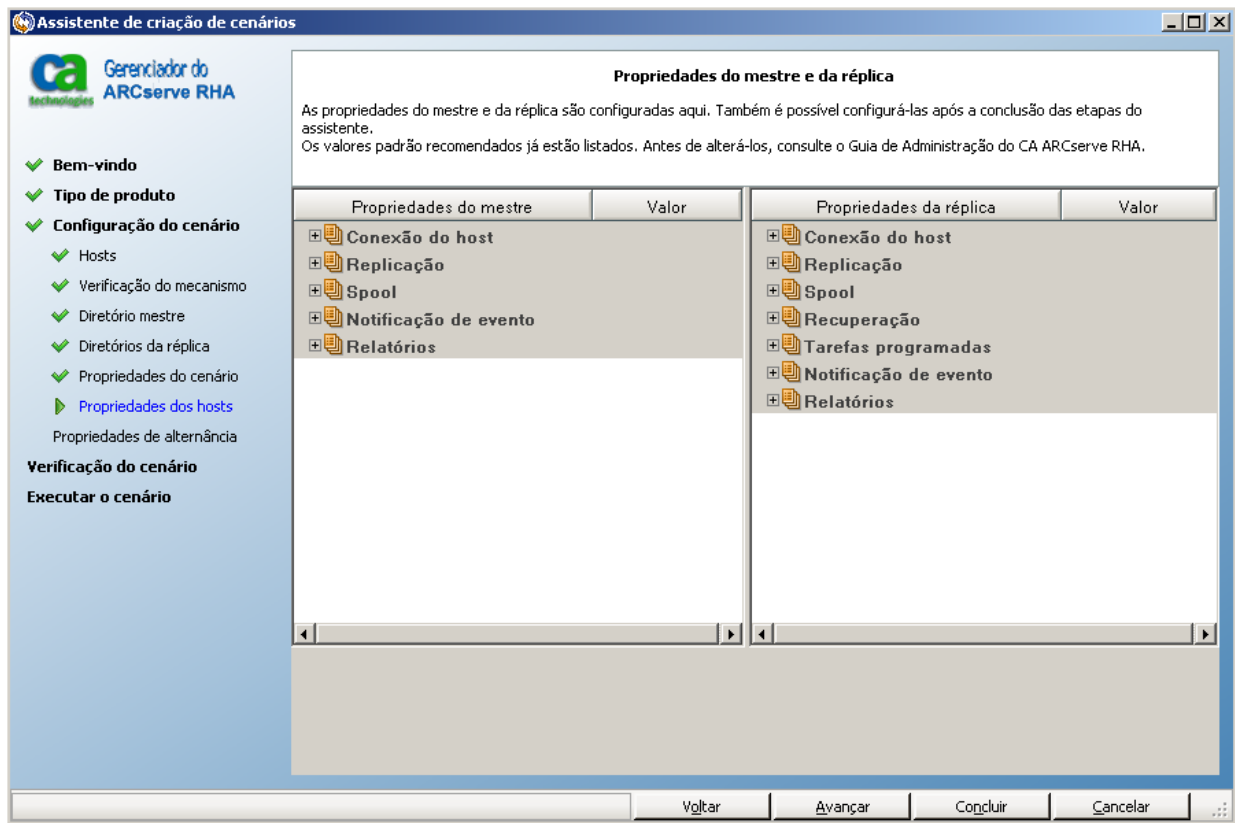 Assistente de criação de cenários
ca
technologies
Gerenciador do
ARCserve RHA
Bem-vindo
Tipo de produto
Configuração do cenário
Hosts
Verificação do mecanismo
Diretório mestre
Diretórios da réplica
Propriedades do cenário
Propriedades dos hosts
Propriedades de alternância
Verificação do cenário
Executar o cenário
Propriedades do mestre e da réplica
As propriedades do mestre e da réplica são configuradas aqui. Também é possível configurá-las após a conclusão das etapas do
assistente.
Os valores padrão recomendados já estão listados. Antes de alterá-los, consulte o Guia de Administração do CA ARCserve RHA.
Propriedades do mestre Valor
Conexão do host
Replicação
Spool
Notificação de evento
Relatórios
Propriedades da réplica Valor
Conexão do host
Replicação
Spool
Recuperação
Tarefas programadas
Notificação de evento
Relatórios
Voltar Avançar Concluir Cancelar